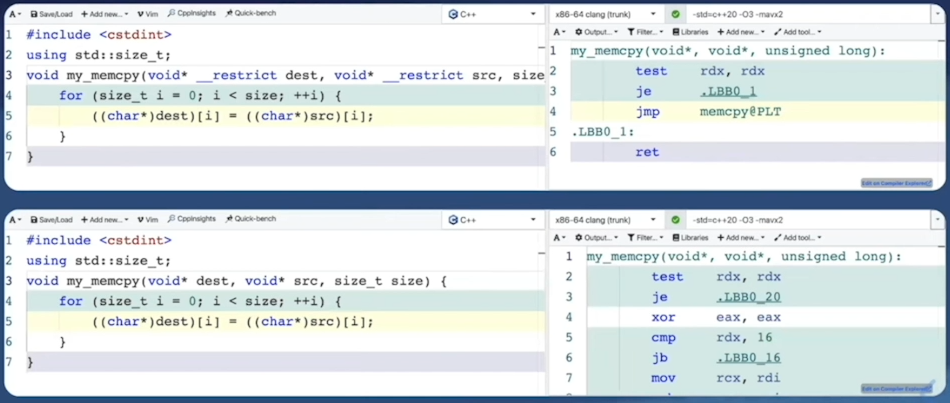 A Save/Load + Add new... Vim CppInsights Quick-bench C++
1 #include <cstdint>
2 using std::size_t;
3 void my_memcpy(void* __restrict dest, void* __restrict src, size
4 for (size_t i = 0; i < size; ++i) {
5 ((char*)dest)[i] = ((char*)src)[i];
6 }
7 }
x86-64 clang (trunk) -std=c++20 -O3 -mavx2
A Output... Filter... Libraries + Add new... Add tool...
1 my_memcpy(void*, void*, unsigned long):
2 test rdx, rdx
3 je .LBB0_1
4 jmp memcpy@PLT
5 .LBB0_1:
6 ret
Edit on Compiler Explorer
A Save/Load + Add new... Vim CppInsights Quick-bench C++
1 #include <cstdint>
2 using std::size_t;
3 void my_memcpy(void* dest, void* src, size_t size) {
4 for (size_t i = 0; i < size; ++i) {
5 ((char*)dest)[i] = ((char*)src)[i];
6 }
7 }
x86-64 clang (trunk) -std=c++20 -O3 -mavx2
A Output... Filter... Libraries + Add new... Add tool...
1 my_memcpy(void*, void*, unsigned long):
2 test rdx, rdx
3 je .LBB0_20
4 xor eax, eax
5 cmp rdx, 16
6 jb .LBB0_16
7 mov rcx, rdi
Edit on Compiler Explorer